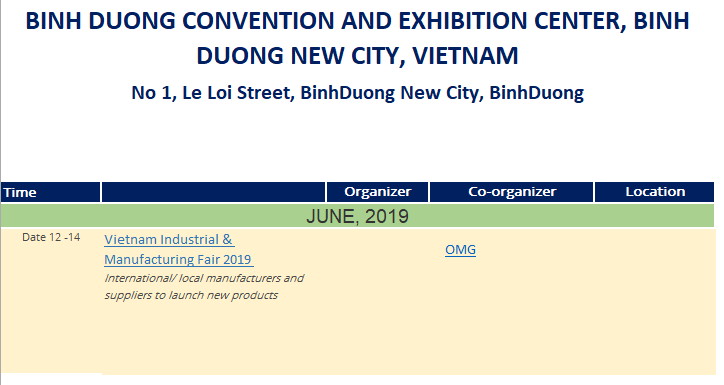 BINH DUONG CONVENTION AND EXHIBITION CENTER, BINH
DUONG NEW CITY, VIETNAM
No 1, Le Loi Street, BinhDuong New City, BinhDuong
Time Organizer Co-organizer Location
JUNE, 2019
Date 12 -14
Vietnam Industrial &
Manufacturing Fair 2019
OMG
International/ local manufacturers and
suppliers to launch new products